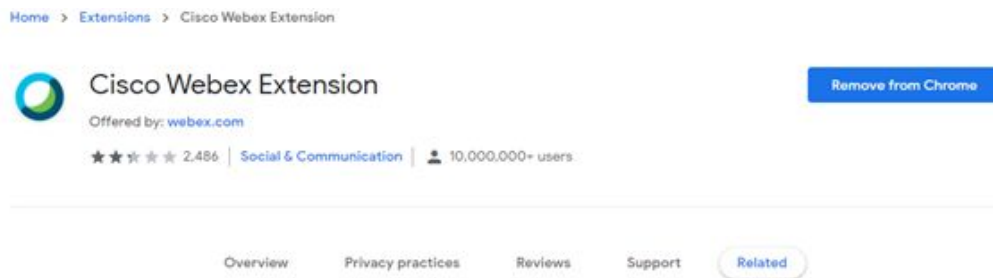 Home > Extensions > Cisco Webex Extension
Cisco Webex Extension
Remove from Chrome
Offered by: webex.com
2,486 | Social & Communication | 10,000,000+ users
Overview Privacy practices Reviews Support Related